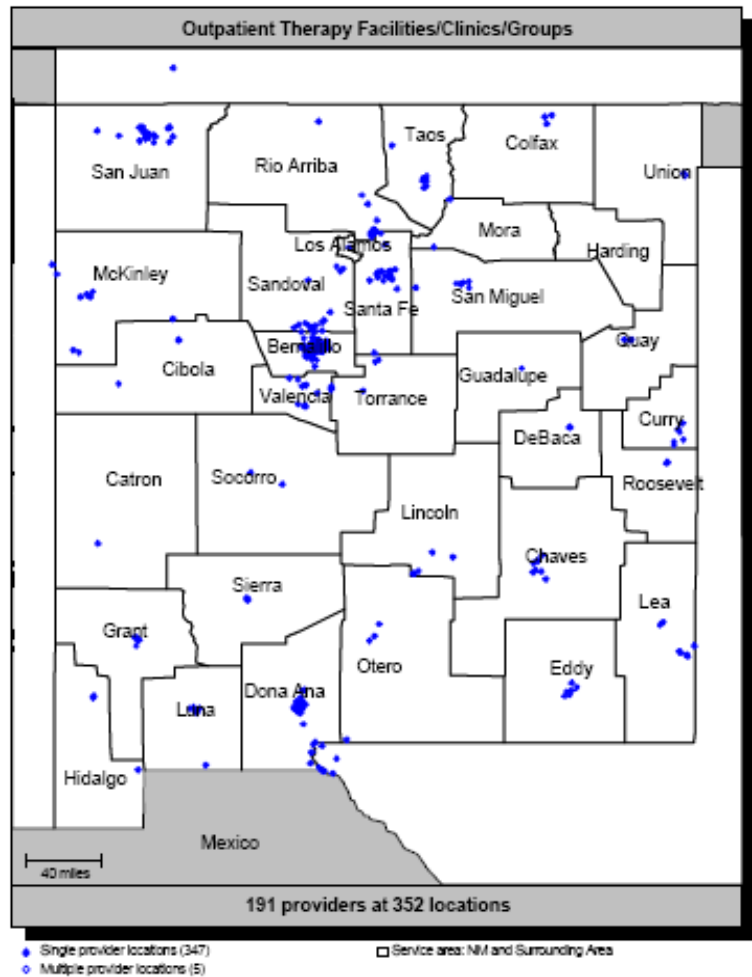 Outpatient Therapy Facilities/Clinics/Groups
Taos
Colfax
San Juan
Rio Arriba
Union
Los Alamos
Mora
Harding
McKinley
Sandoval
Santa Fe
San Miguel
Bernalillo
Quay
Cibola
Guadalupe
Valencia
Torrance
Curry
DeBaca
Catron
Socorro
Roosevelt
Lincoln
Chaves
Sierra
Lea
Grant
Otero
Eddy
Dona Ana
Luna
Hidalgo
Mexico
40 miles
191 providers at 352 locations
Single provider locations (347)
Service area: NM and Surrounding Area
Multiple provider locations (5)